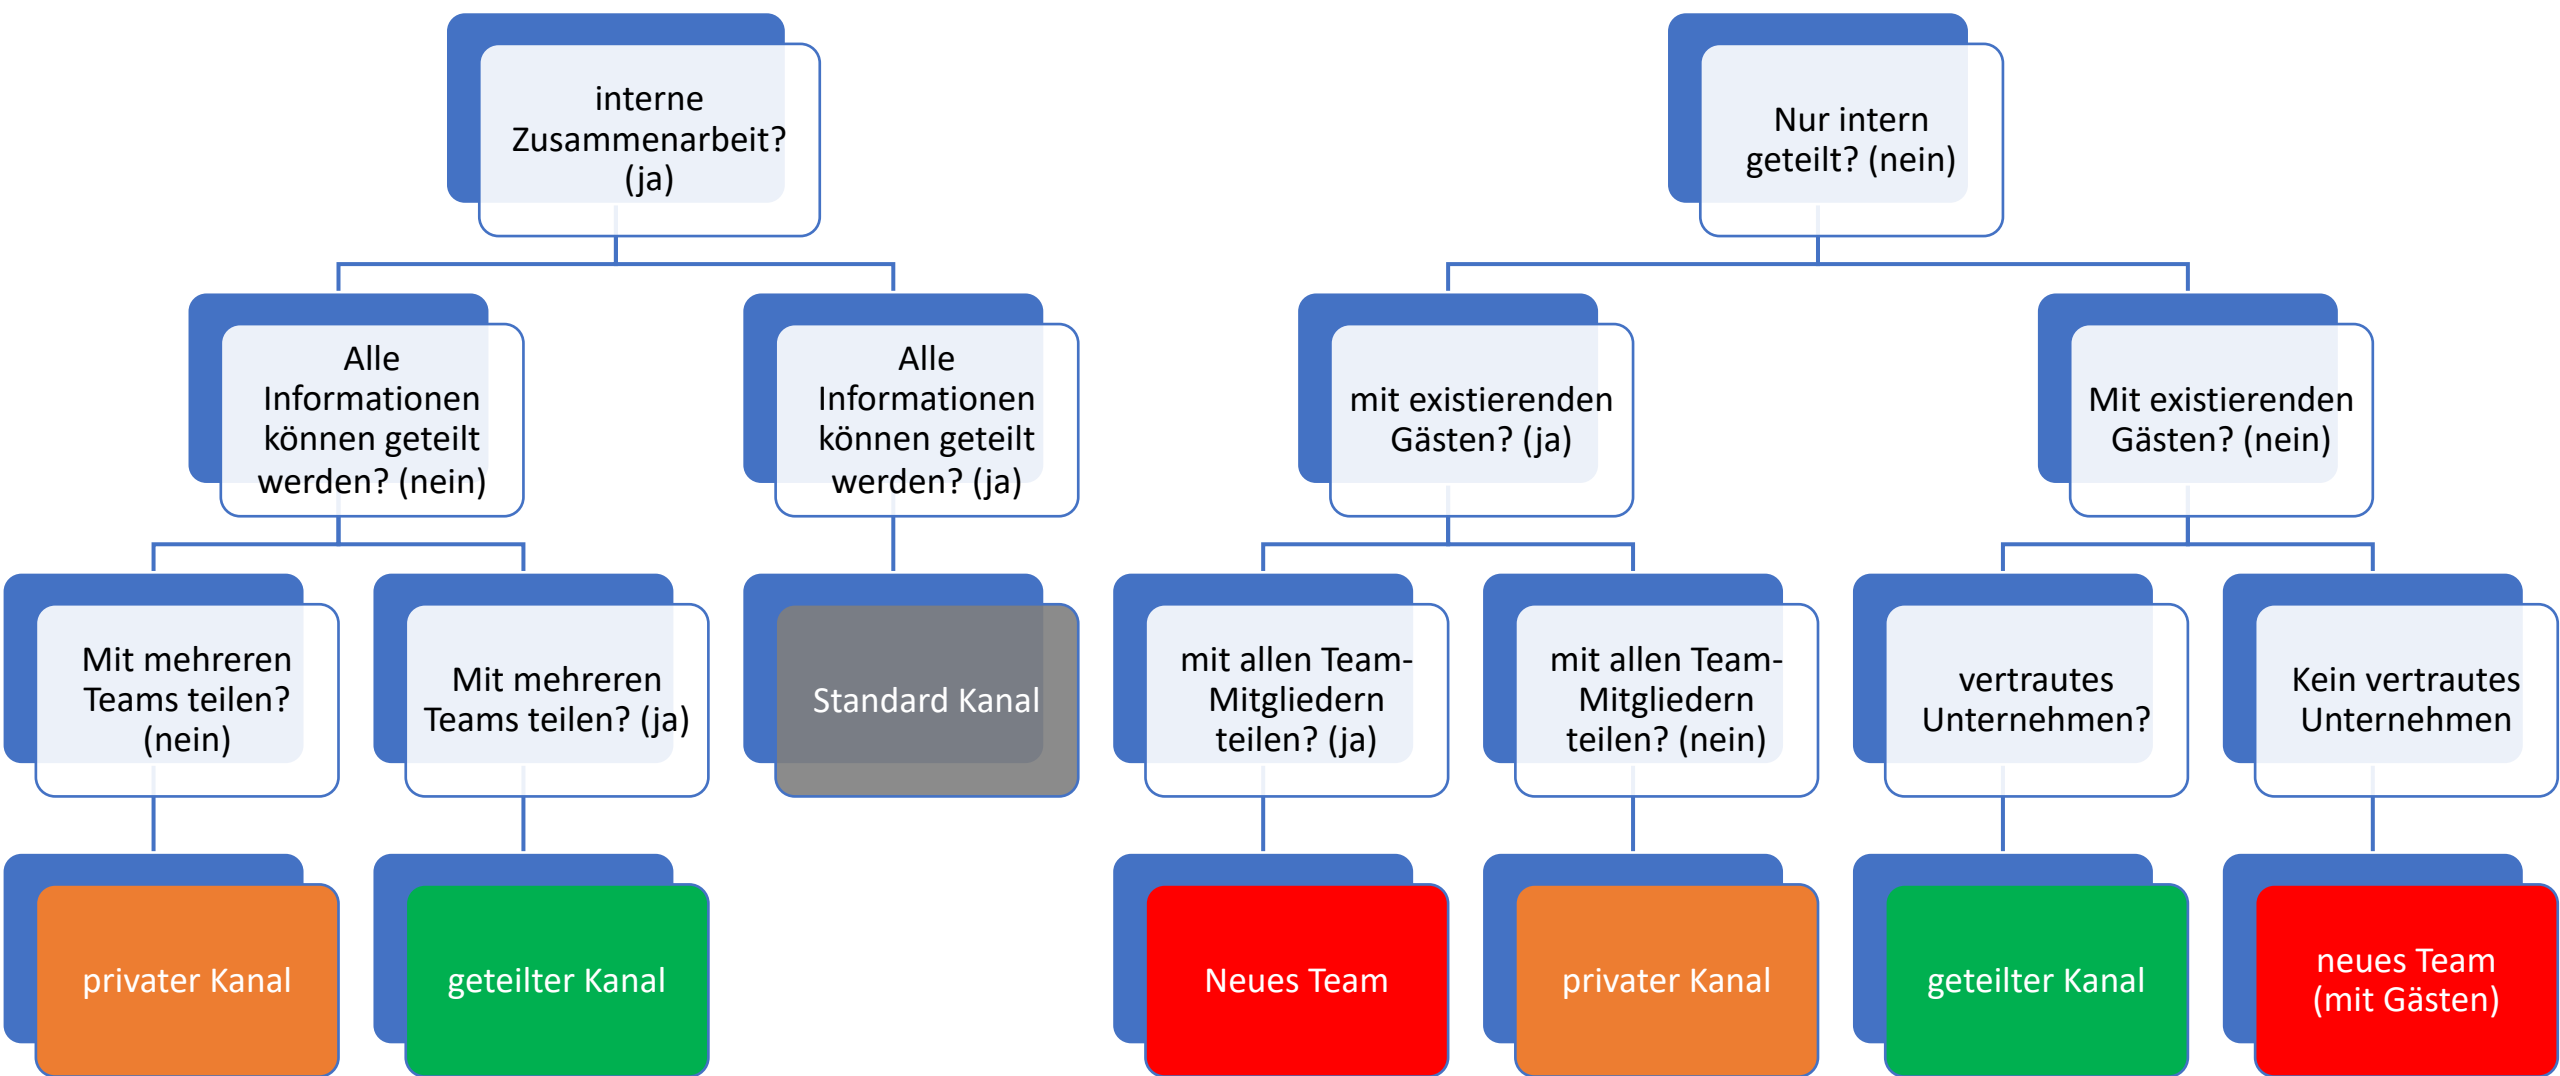 interne
Zusammenarbeit?
(ja)
Nur intern
geteilt? (nein)
Alle
Informationen
können geteilt
werden? (nein)
Alle
Informationen
können geteilt
werden? (ja)
mit existierenden
Gästen? (ja)
Mit existierenden
Gästen? (nein)
Mit mehreren
Teams teilen?
(nein)
Mit mehreren
Teams teilen? (ja)
Standard Kanal
mit allen Team-
Mitgliedern
teilen? (ja)
mit allen Team-
Mitgliedern
teilen? (nein)
vertrautes
Unternehmen?
Kein vertrautes
Unternehmen
privater Kanal
geteilter Kanal
Neues Team
privater Kanal
geteilter Kanal
neues Team
(mit Gästen)